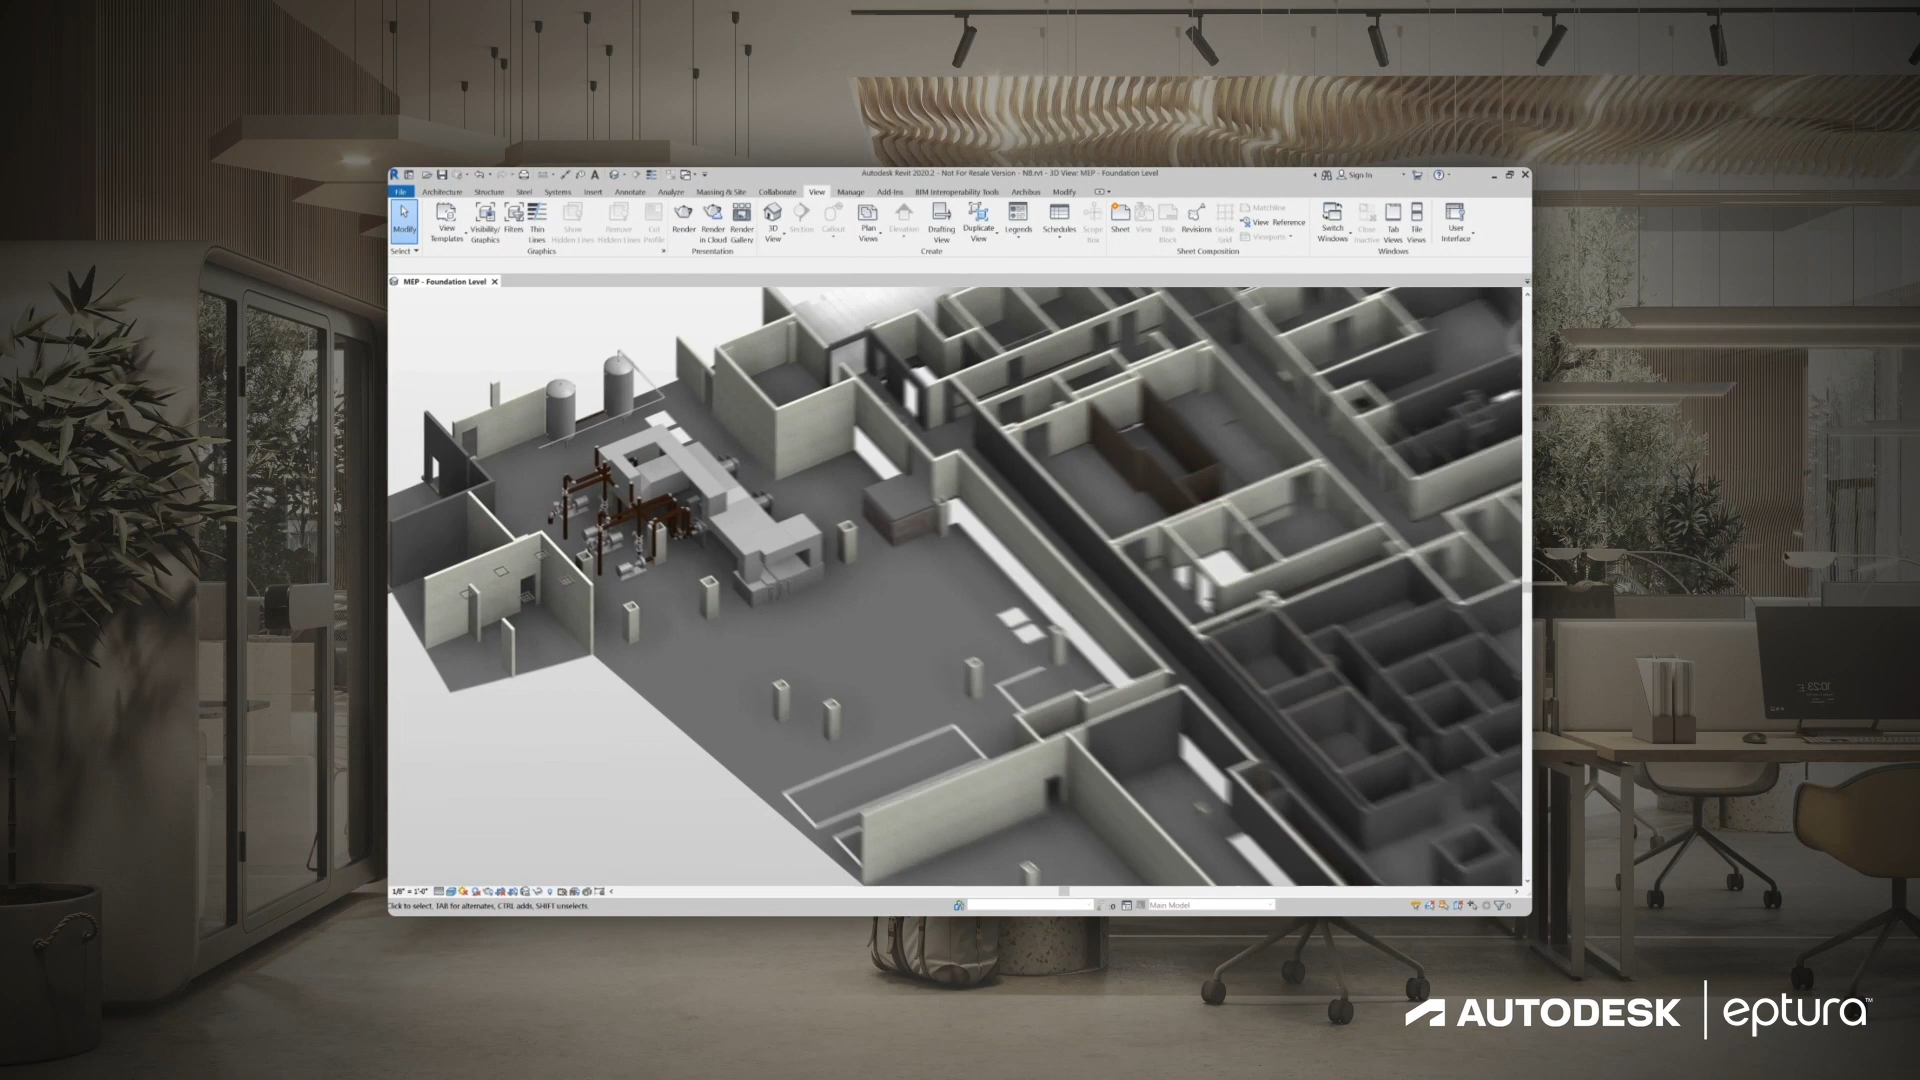 Autodesk Revit 2020.2 - Not For Resale Version - NB.rvt - 3D View: MEP - Foundation Level
Sign In
File Architecture Structure Steel Systems Insert Annotate Analyze Massing & Site Collaborate View Manage Add-Ins BIM Interoperability Tools Archibus Modify
Modify
View Templates
Visibility/ Graphics
Filters
Thin Lines
Show Hidden Lines
Remove Hidden Lines
Cut Profile
Render
Render in Cloud
Render Gallery
3D View
Section
Callout
Plan Views
Elevation
Drafting View
Duplicate View
Legends
Schedules
Scope Box
Sheet
View
Title Block
Revisions
Guide Grid
Matchline
View Reference
Viewports
Switch Windows
Close Inactive
Tab Views
Tile Views
User Interface
Select Graphics Presentation Create Sheet Composition Windows
MEP - Foundation Level
1/8" = 1'-0"
Click to select, TAB for alternates, CTRL adds, SHIFT unselects.
:0
Main Model
:0
10:23
AUTODESK | eptura™